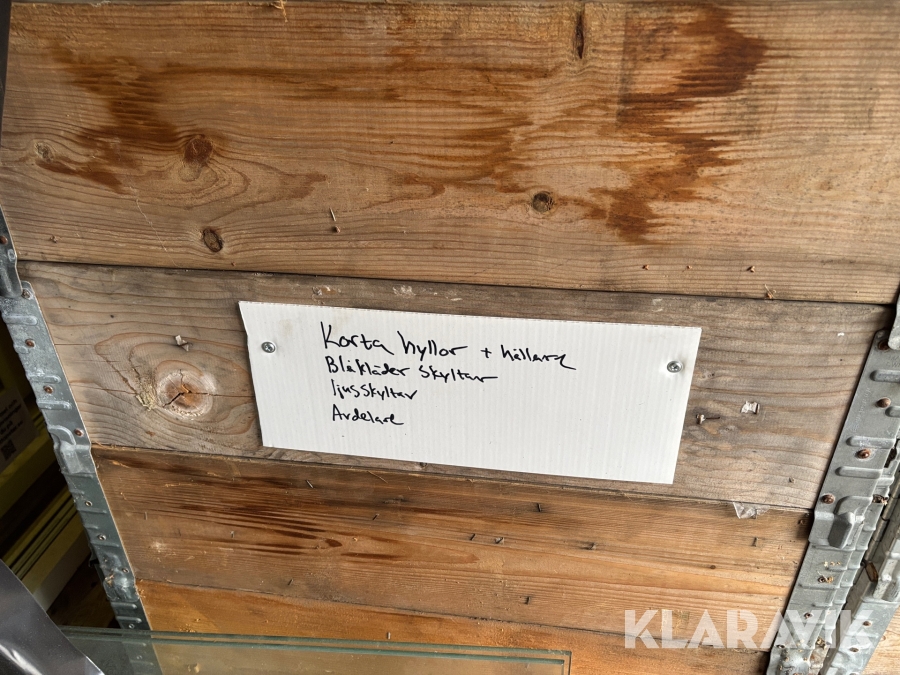 Korta hyllor + hållare
Blåkläder skyltar
ljusskyltar
Avdelare
KLARAVIK